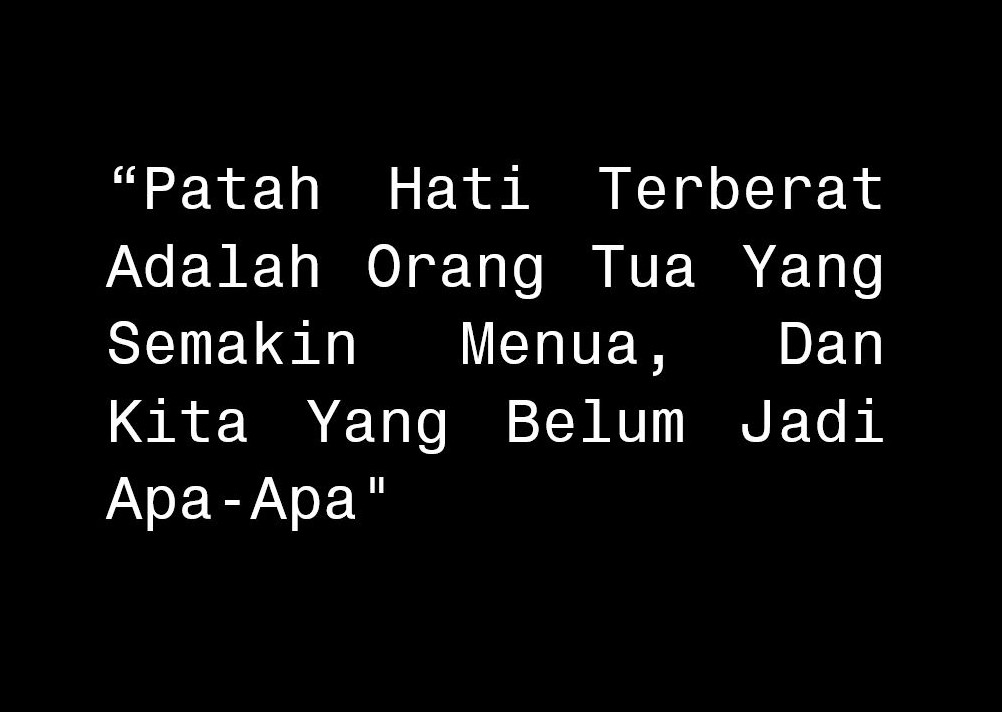 “Patah Hati Terberat
Adalah Orang Tua Yang
Semakin Menua, Dan
Kita Yang Belum Jadi
Apa-Apa"